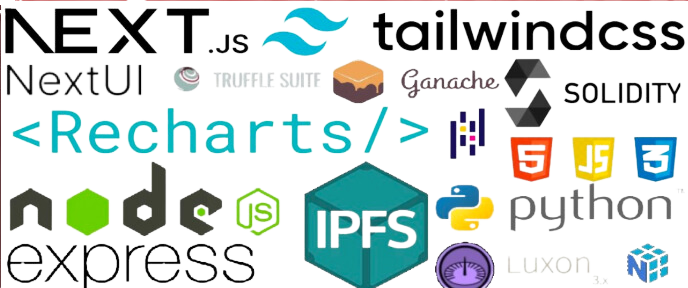 NEXT.JS
tailwindcss
NextUI
TRUFFLE SUITE
Ganache
SOLIDITY
<Recharts/>
5
JS
3
node
JS
IPFS
python
express
LUXON
3.x
N